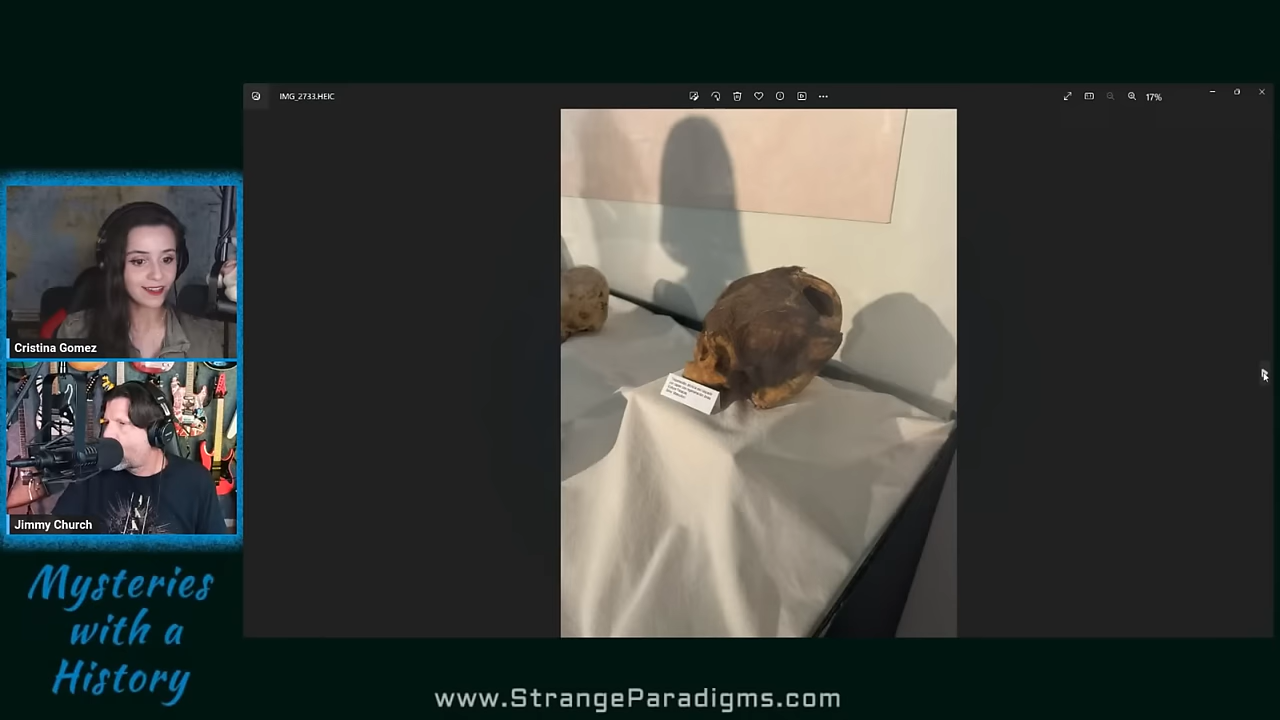 IMG_2733.HEIC
17%
Cristina Gomez
Jimmy Church
Mysteries
with a
History
www.StrangeParadigms.com